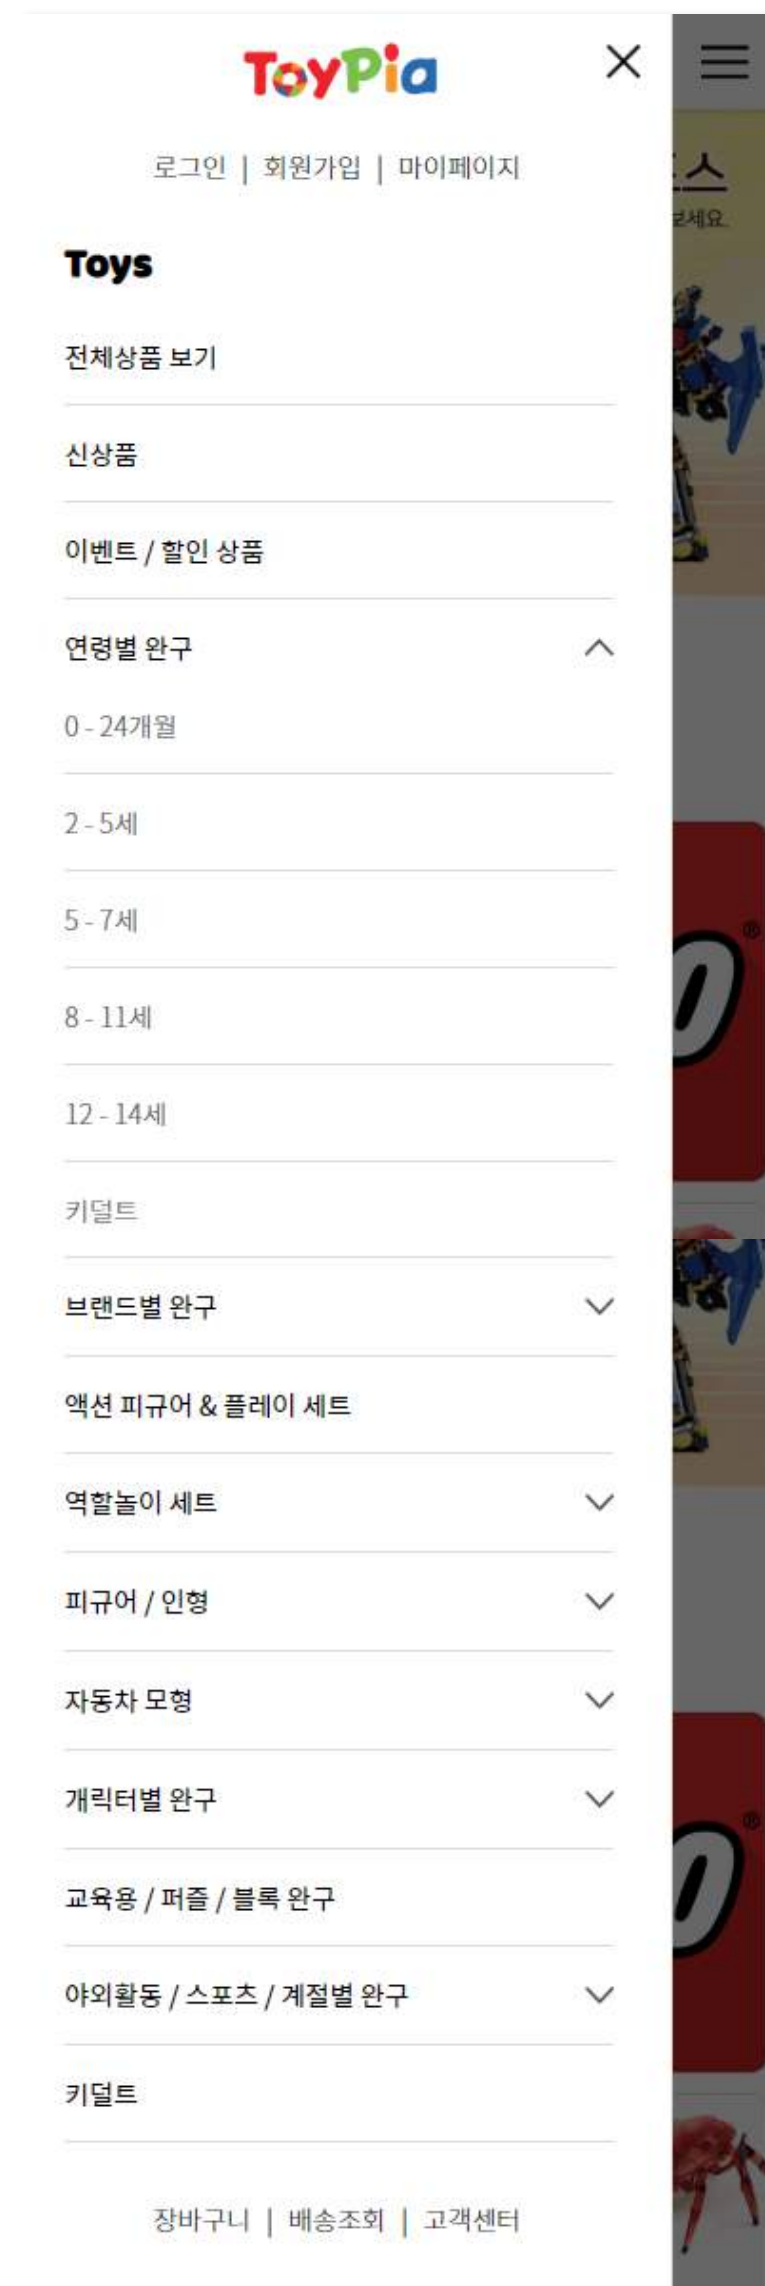 ToyPia
로그인 | 회원가입 | 마이페이지
보세요.
Toys
전체상품 보기
신상품
이벤트 / 할인 상품
연령별 완구
0 - 24개월
2 - 5세
5 - 7세
8 - 11세
12 - 14세
키덜트
브랜드별 완구
액션 피규어 & 플레이 세트
역할놀이 세트
피규어 / 인형
자동차 모형
개릭터별 완구
교육용 / 퍼즐 / 블록 완구
야외활동 / 스포츠 / 계절별 완구
키덜트
장바구니 | 배송조회 | 고객센터